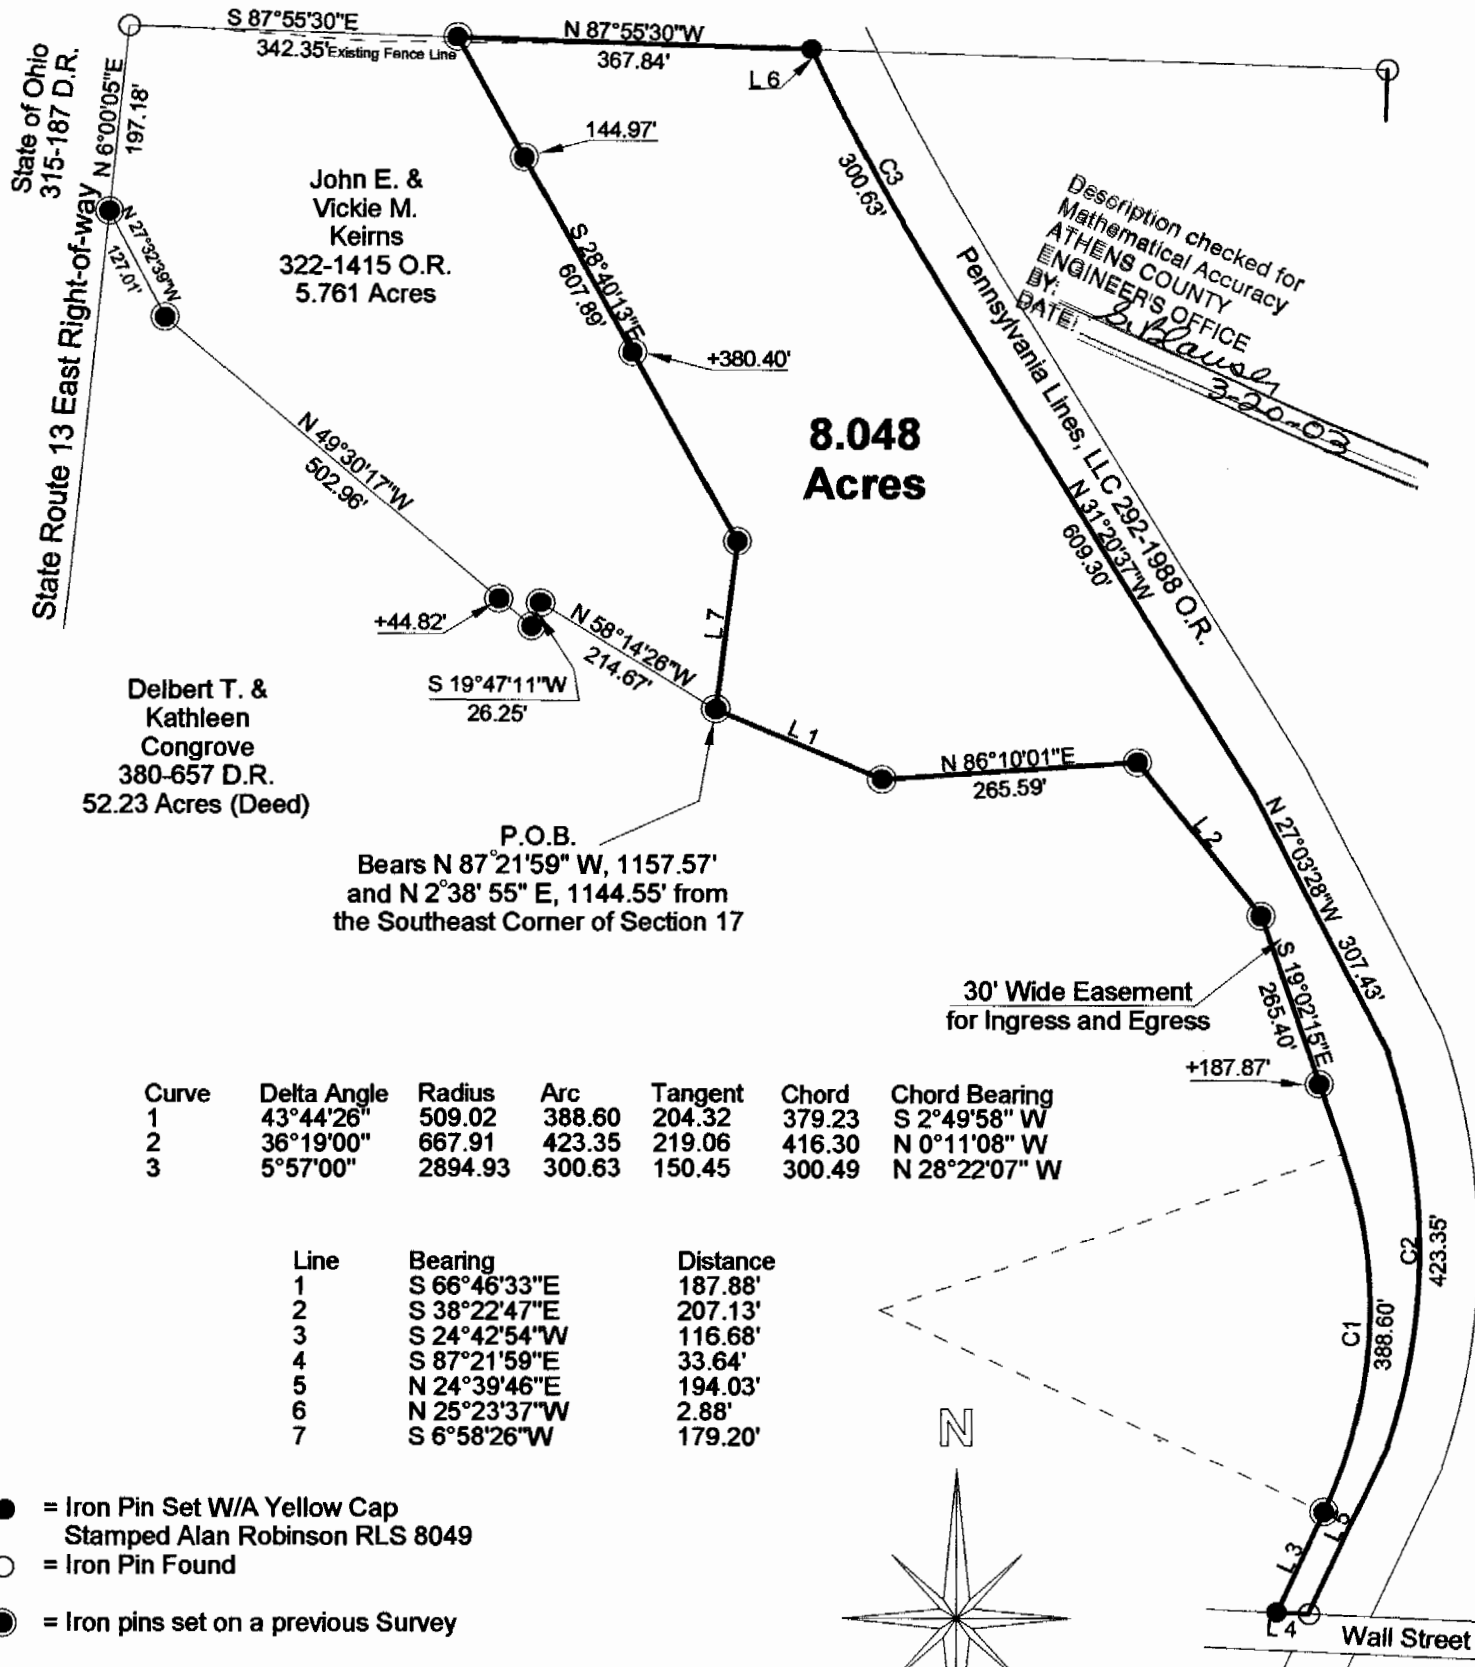 S 87°55'30"E
342.35'
Existing Fence Line
N 87°55'30"W
367.84'
L 6
State of Ohio
315-187 D.R.
N 6°00'05"E
197.18'
144.97'
John E. &
Vickie M.
Keirns
322-1415 O.R.
5.761 Acres
C3
300.63'
Description checked for
Mathematical Accuracy
ATHENS COUNTY
ENGINEER'S OFFICE
BY:
DATE:
3-20-03
N 27°32'39"W
127.01'
State Route 13 East Right-of-way
S 28°40'13"E
607.89'
+380.40'
Pennsylvania Lines, LLC 292-1988 O.R.
8.048
Acres
N 49°30'17"W
502.96'
N 31°20'37"W
609.30'
+44.82'
N 58°14'26"W
214.67'
L 7
S 19°47'11"W
26.25'
Delbert T. &
Kathleen
Congrove
380-657 D.R.
52.23 Acres (Deed)
L 1
N 86°10'01"E
265.59'
L2
N 27°03'28"W 307.43'
P.O.B.
Bears N 87°21'59" W, 1157.57'
and N 2°38' 55" E, 1144.55' from
the Southeast Corner of Section 17
30' Wide Easement
for Ingress and Egress
S 19°02'15"E
265.40'
+187.87'
Curve Delta Angle Radius Arc Tangent Chord Chord Bearing
1 43°44'26" 509.02 388.60 204.32 379.23 S 2°49'58" W
2 36°19'00" 667.91 423.35 219.06 416.30 N 0°11'08" W
3 5°57'00" 2894.93 300.63 150.45 300.49 N 28°22'07" W
C2
423.35'
C1
388.60'
Line Bearing Distance
1 S 66°46'33"E 187.88'
2 S 38°22'47"E 207.13'
3 S 24°42'54"W 116.68'
4 S 87°21'59"E 33.64'
5 N 24°39'46"E 194.03'
6 N 25°23'37"W 2.88'
7 S 6°58'26"W 179.20'
N
= Iron Pin Set W/A Yellow Cap
Stamped Alan Robinson RLS 8049
= Iron Pin Found
= Iron pins set on a previous Survey
L 3
L 5
L 4
Wall Street